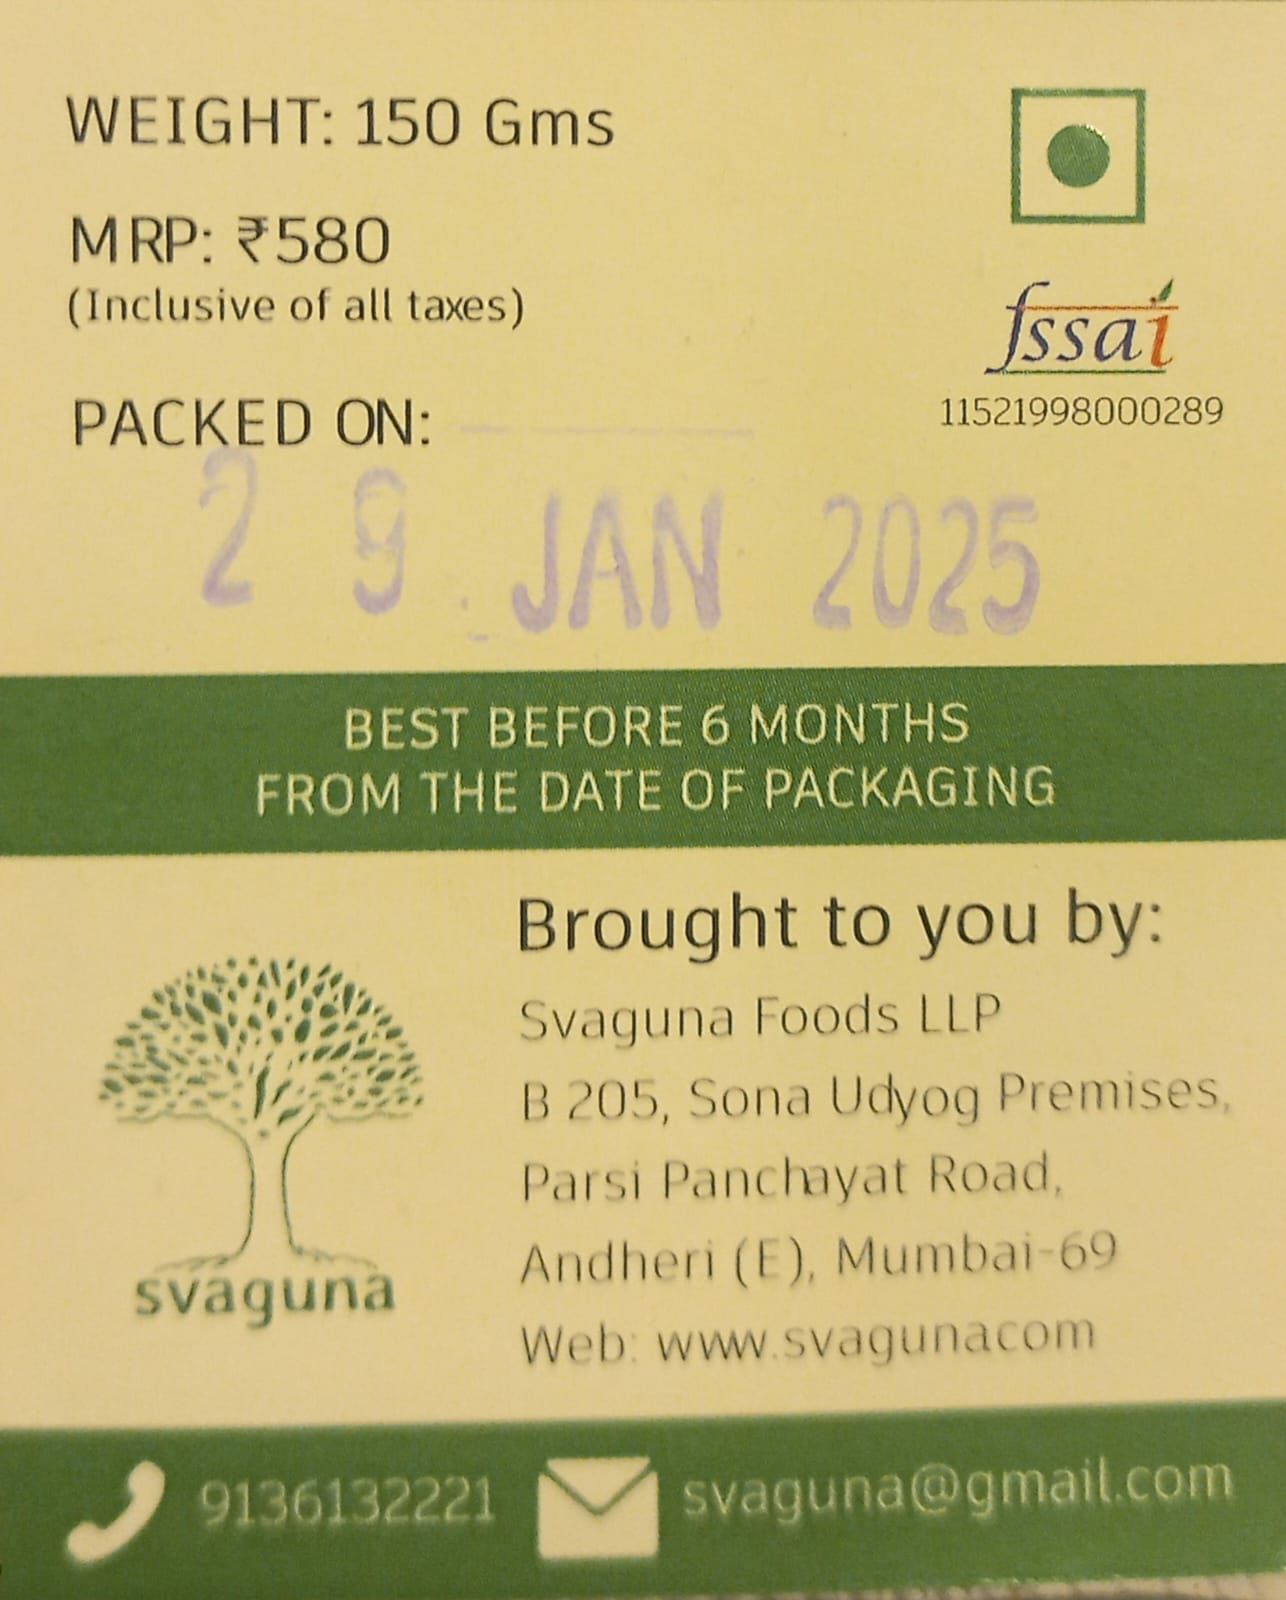 WEIGHT: 150 Gms
MRP: ₹580
(Inclusive of all taxes)
fssai
11521998000289
PACKED ON:
29 JAN 2025
BEST BEFORE 6 MONTHS
FROM THE DATE OF PACKAGING
Brought to you by:
Svaguna Foods LLP
B 205, Sona Udyog Premises,
Parsi Panchayat Road,
Andheri (E), Mumbai-69
Web: www.svagunacom
svaguna
9136132221
svaguna@gmail.com